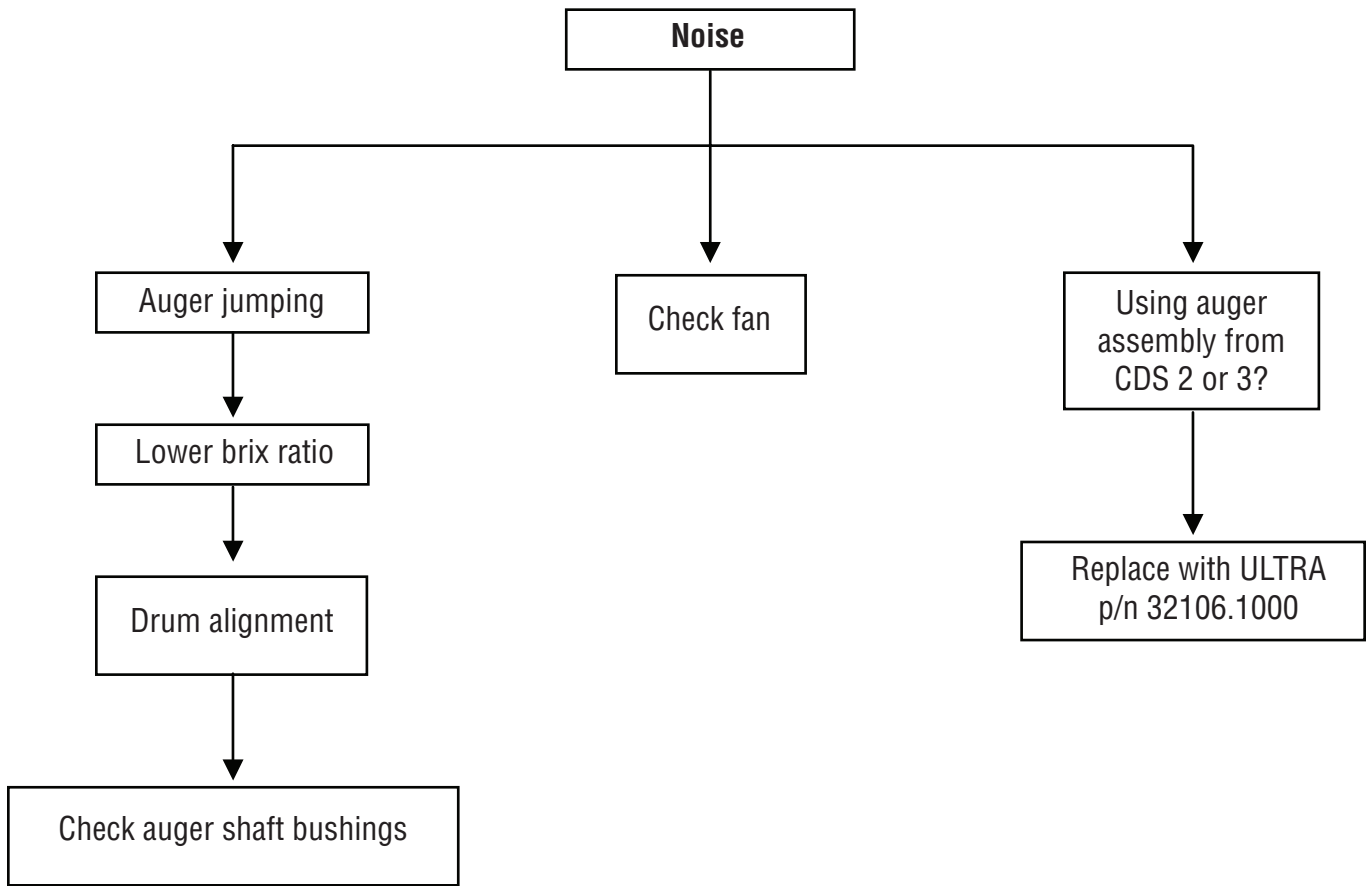 Noise
Auger jumping
Lower brix ratio
Drum alignment
Check auger shaft bushings
Check fan
Using auger
assembly from
CDS 2 or 3?
Replace with ULTRA
p/n 32106.1000